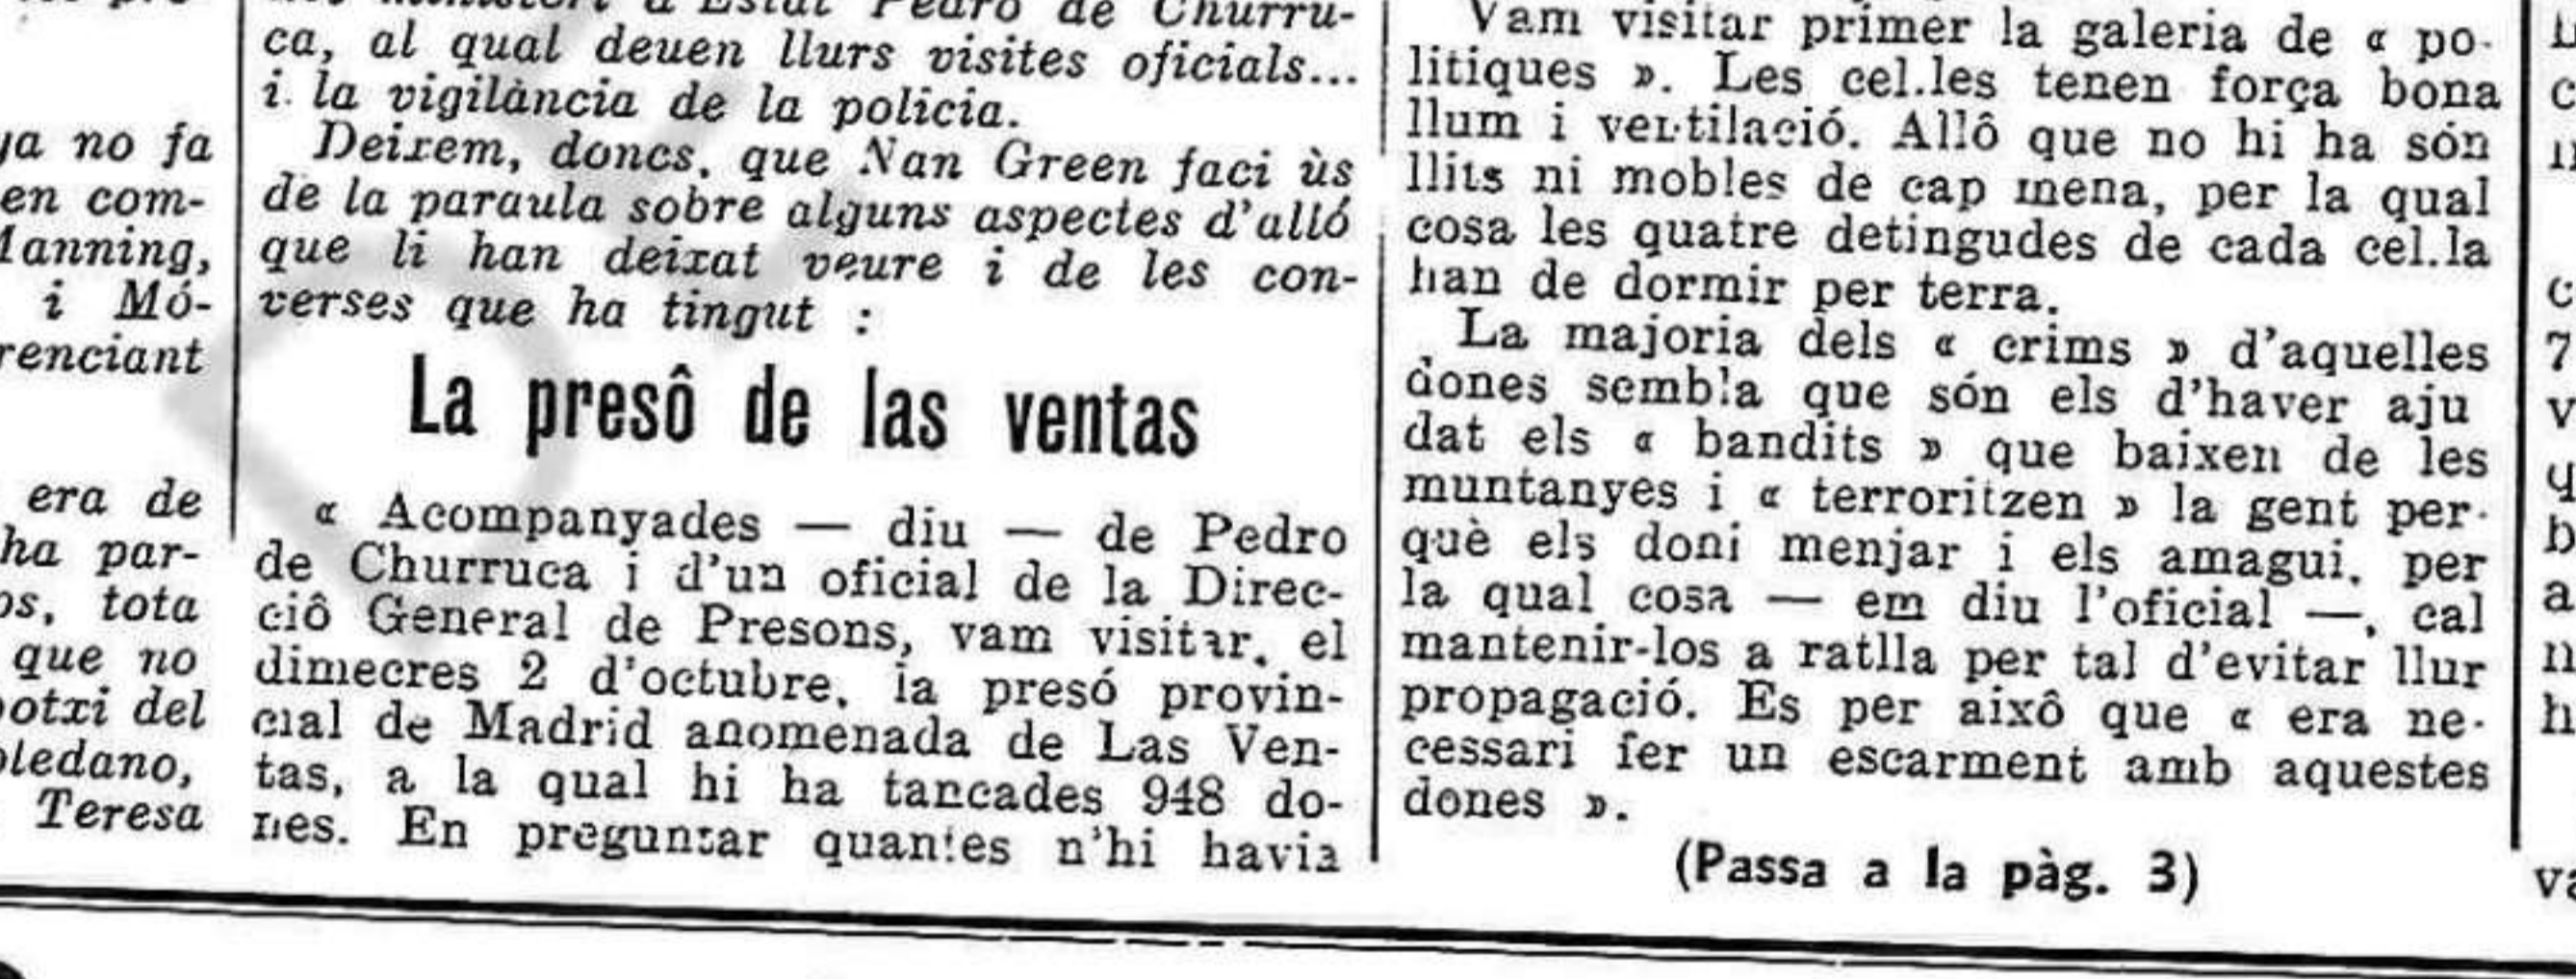 ya no fa
en com-
Manning,
i Mó-
renciant
era de
ha par-
os, tota
que no
botxi del
oledano,
Teresa
a Estat Pedro de Churru-
ca, al qual deuen llurs visites oficials...
i la vigilància de la policia.
Deixem, doncs, que Nan Green faci ùs
de la paraula sobre alguns aspectes d'alló
que li han deixat veure i de les con-
verses que ha tingut :
La presô de las ventas
« Acompanyades — diu — de Pedro
de Churruca i d'un oficial de la Direc-
ciô General de Presons, vam visitar, el
dimecres 2 d'octubre, la presó provin-
cial de Madrid anomenada de Las Ven-
tas, a la qual hi ha tancades 948 do-
nes. En preguntar quantes n'hi havia
Vam visitar primer la galeria de « po-
litiques ». Les cel.les tenen força bona
llum i ventilació. Allô que no hi ha són
llits ni mobles de cap mena, per la qual
cosa les quatre detingudes de cada cel.la
han de dormir per terra.
La majoria dels « crims » d'aquelles
dones sembla que són els d'haver aju
dat els « bandits » que baixen de les
muntanyes i « terroritzen » la gent per-
què els doni menjar i els amagui, per
la qual cosa — em diu l'oficial —, cal
mantenir-los a ratlla per tal d'evitar llur
propagació. Es per aixô que « era ne-
cessari fer un escarment amb aquestes
dones ».
(Passa a la pàg. 3)